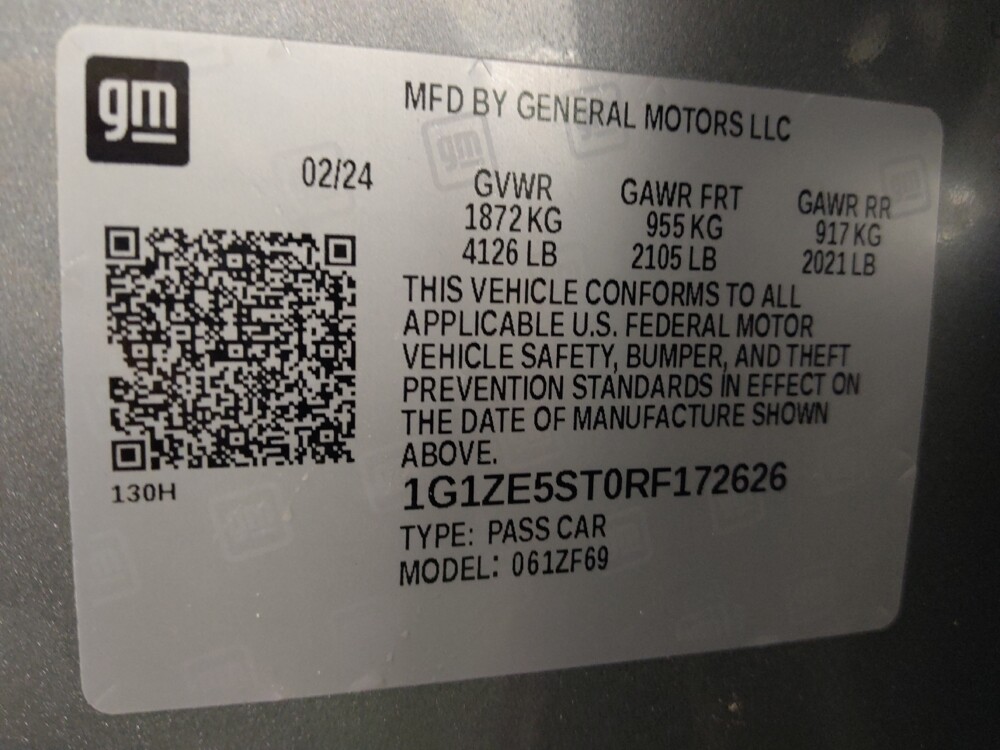 gm
MFD BY GENERAL MOTORS LLC
02/24
GVWR GAWR FRT GAWR RR
1872 KG 955 KG 917 KG
4126 LB 2105 LB 2021 LB
THIS VEHICLE CONFORMS TO ALL
APPLICABLE U.S. FEDERAL MOTOR
VEHICLE SAFETY, BUMPER, AND THEFT
PREVENTION STANDARDS IN EFFECT ON
THE DATE OF MANUFACTURE SHOWN
ABOVE.
130H
1G1ZE5ST0RF172626
TYPE: PASS CAR
MODEL: 061ZF69